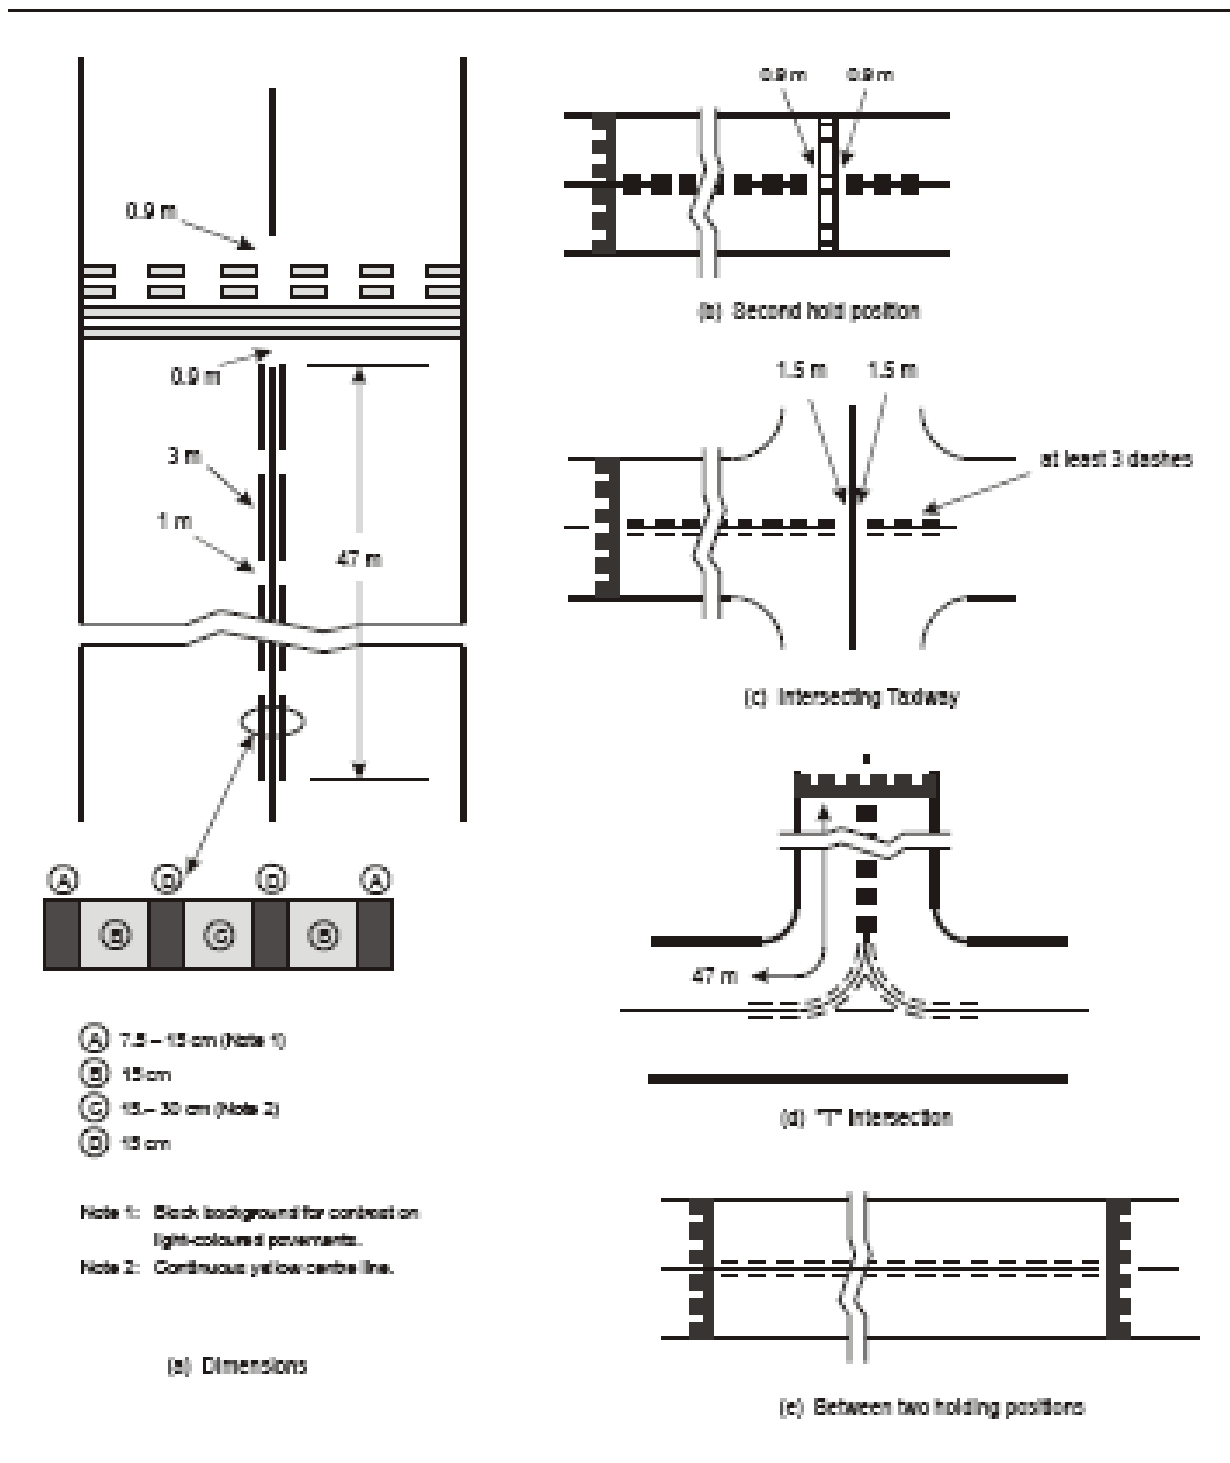 0.9 m
0.9 m
3 m
1 m
47 m
A
D
D
A
B
C
B
A 7.5 – 15 cm (Note 1)
B 15 cm
C 15 – 30 cm (Note 2)
D 15 cm
Note 1: Black background for contrast on
light-coloured pavements.
Note 2: Continuous yellow centre line.
(a) Dimensions
0.9 m 0.9 m
(b) Second hold position
1.5 m 1.5 m
at least 3 dashes
(c) Intersecting Taxiway
47 m
(d) "T" Intersection
(e) Between two holding positions